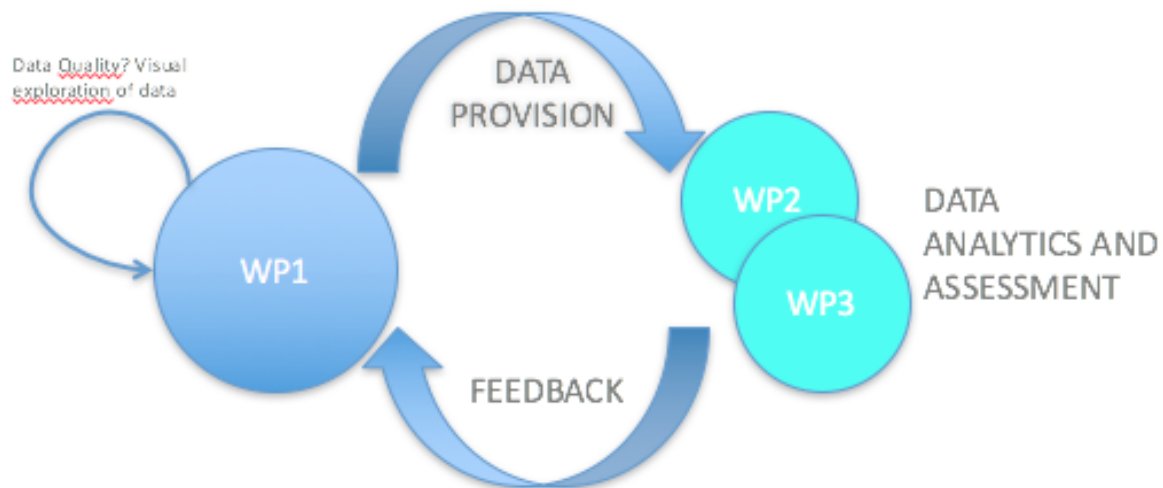 Data Quality? Visual
exploration of data
DATA
PROVISION
WP1
WP2
WP3
DATA
ANALYTICS AND
ASSESSMENT
FEEDBACK